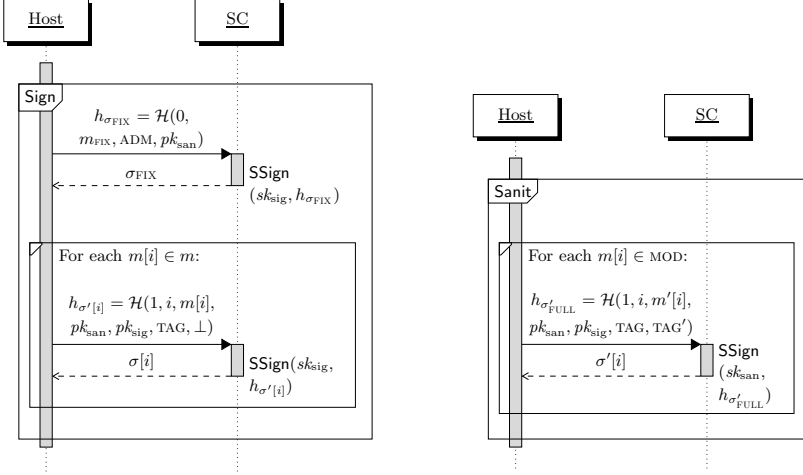 Host
SC
Sign
h_{σ_FIX} = ℋ(0,
m_FIX, ADM, pk_san)
σ_FIX
SSign
(sk_sig, h_{σ_FIX})
For each m[i] ∈ m:
h_{σ′[i]} = ℋ(1, i, m[i],
pk_san, pk_sig, TAG, ⊥)
σ[i]
SSign(sk_sig,
h_{σ′[i]})
Host
SC
Sanit
For each m[i] ∈ MOD:
h_{σ′_FULL} = ℋ(1, i, m′[i],
pk_san, pk_sig, TAG, TAG′)
σ′[i]
SSign
(sk_san,
h_{σ′_FULL})